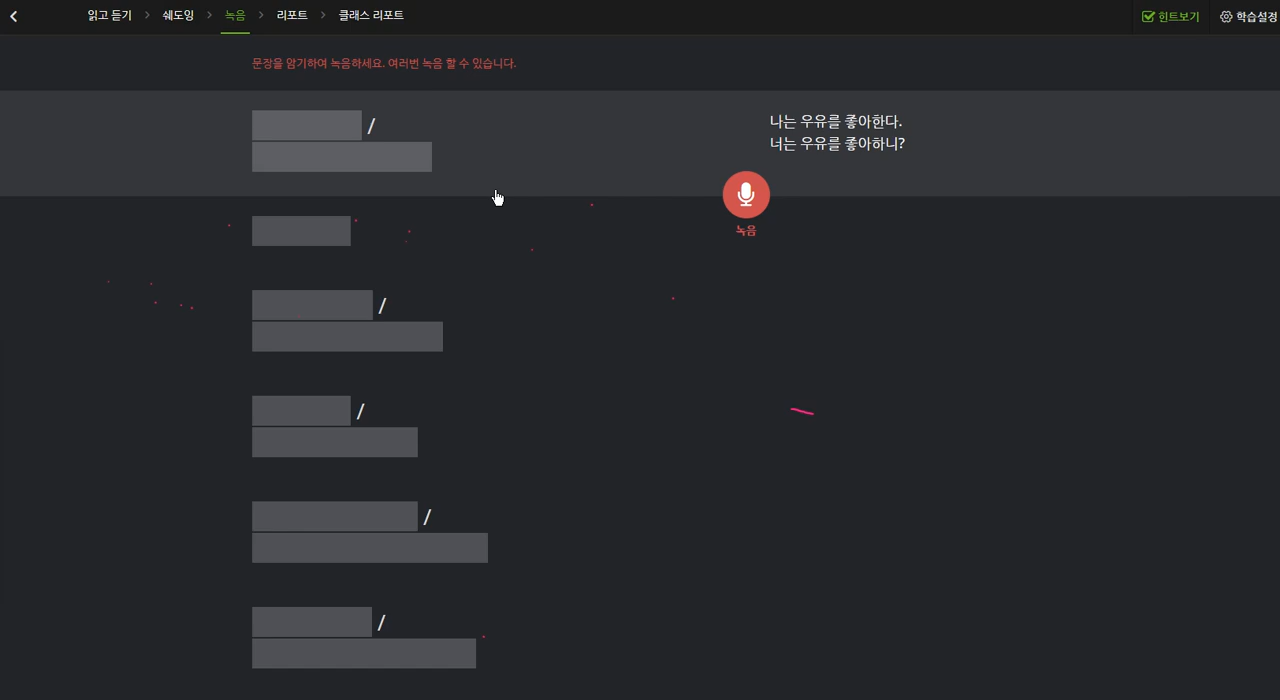 읽고 듣기 > 쉐도잉 > 녹음 > 리포트 > 클래스 리포트
힌트보기
학습설정
문장을 암기하여 녹음하세요. 여러번 녹음 할 수 있습니다.
/
나는 우유를 좋아한다.
너는 우유를 좋아하니?
녹음
/
/
/
/